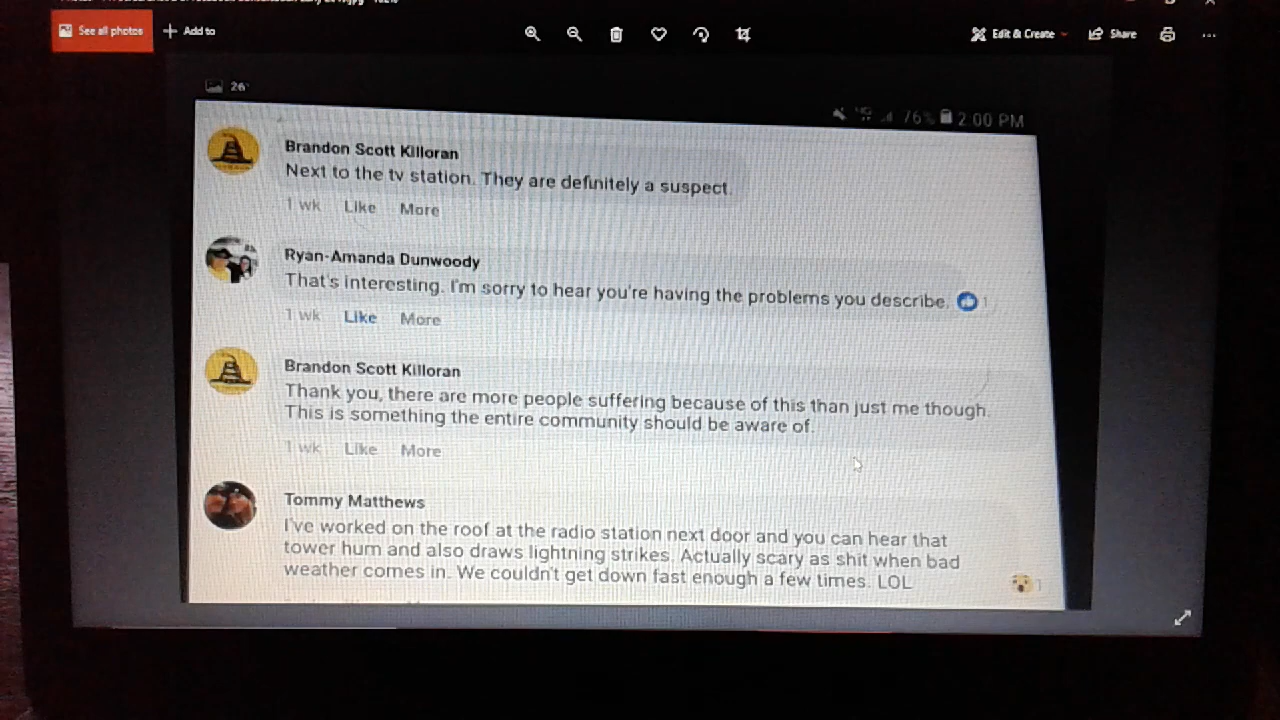 See all photos
Add to
Edit & Create
Share
26°
76% 2:00 PM
Brandon Scott Killoran
Next to the tv station. They are definitely a suspect.
1 wk Like More
Ryan-Amanda Dunwoody
That's interesting. I'm sorry to hear you're having the problems you describe. 1
1 wk Like More
Brandon Scott Killoran
Thank you, there are more people suffering because of this than just me though.
This is something the entire community should be aware of.
1 wk Like More
Tommy Matthews
I've worked on the roof at the radio station next door and you can hear that
tower hum and also draws lightning strikes. Actually scary as shit when bad
weather comes in. We couldn't get down fast enough a few times. LOL
1